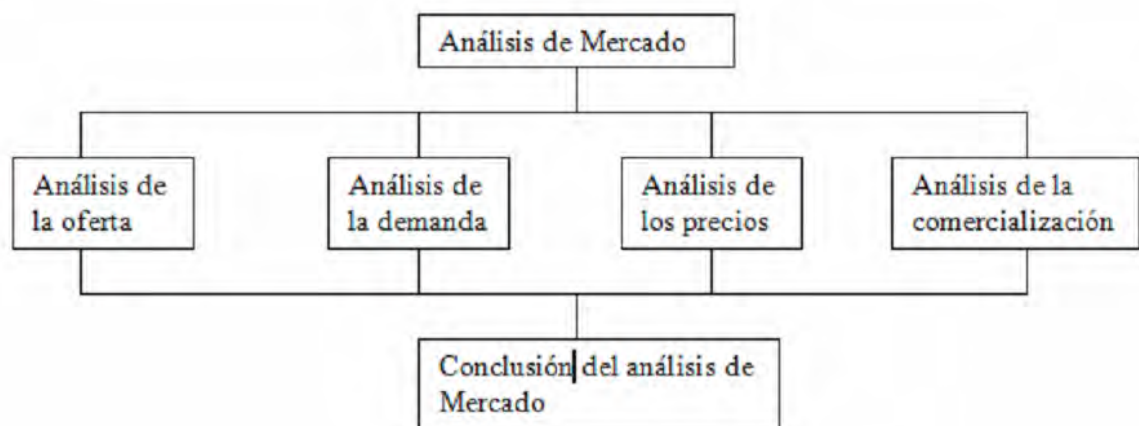 Análisis de Mercado
Análisis de
la oferta
Análisis de
la demanda
Análisis de
los precios
Análisis de la
comercialización
Conclusión del análisis de
Mercado